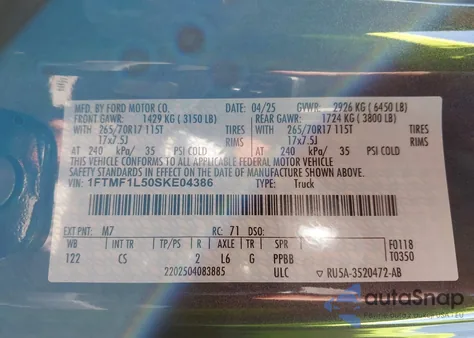 MFD. BY FORD MOTOR CO. 04/25 GVWR: 2926 KG ( 6450 LB)
FRONT GAWR: 1429 KG ( 3150 LB) REAR GAWR: 1724 KG ( 3800 LB)
WITH 265/70R17 115T TIRES WITH 265/70R17 115T TIRES
17x7.5J RIMS 17x7.5J RIMS
AT 240 kPa/ 35 PSI COLD AT 240 kPa/ 35 PSI COLD
THIS VEHICLE CONFORMS TO ALL APPLICABLE FEDERAL MOTOR VEHICLE
SAFETY STANDARDS IN EFFECT ON THE DATE OF MANUFACTURE SHOWN ABOVE.
VIN: 1FTMF1L50SKE04386 TYPE: Truck
EXT PNT: M7 RC: 71 DSO:
WB INT TR TP/PS R AXLE TR SPR F0118
122 CS 2 L6 G PPBB T0350
2202504083885 ULC ▽ RU5A-3520472-AB
autoSnap